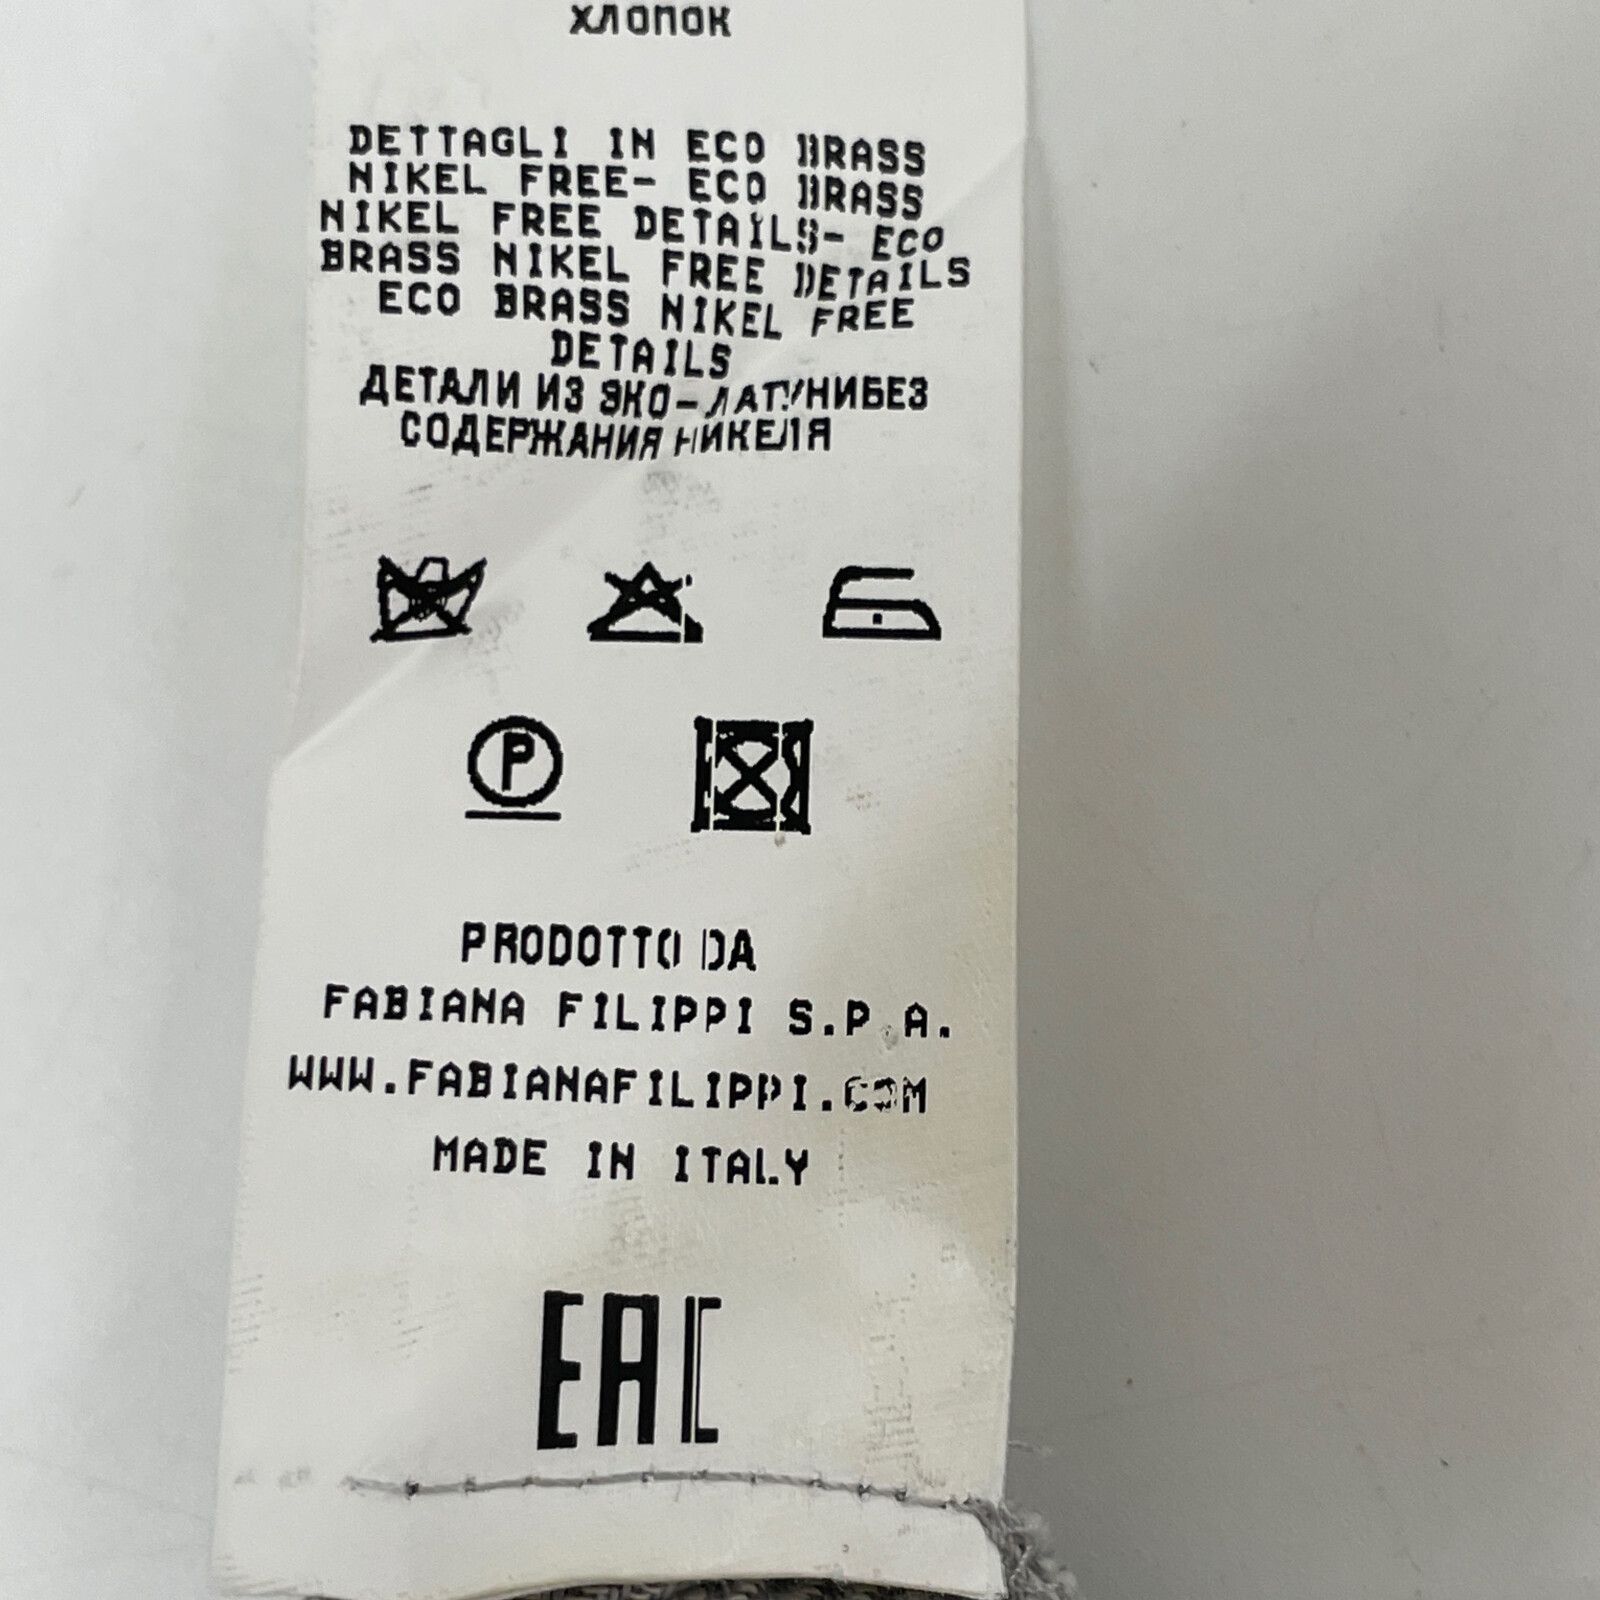 ХЛОПОК
DETTAGLI IN ECO BRASS
NIKEL FREE- ECO BRASS
NIKEL FREE DETAILS- ECO
BRASS NIKEL FREE DETAILS
ECO BRASS NIKEL FREE
DETAILS
ДЕТАЛИ ИЗ ЭКО-ЛАТУНИБЕЗ
СОДЕРЖАНИЯ НИКЕЛЯ
P
PRODOTTO DA
FABIANA FILIPPI S.P.A.
WWW.FABIANAFILIPPI.COM
MADE IN ITALY
EAC